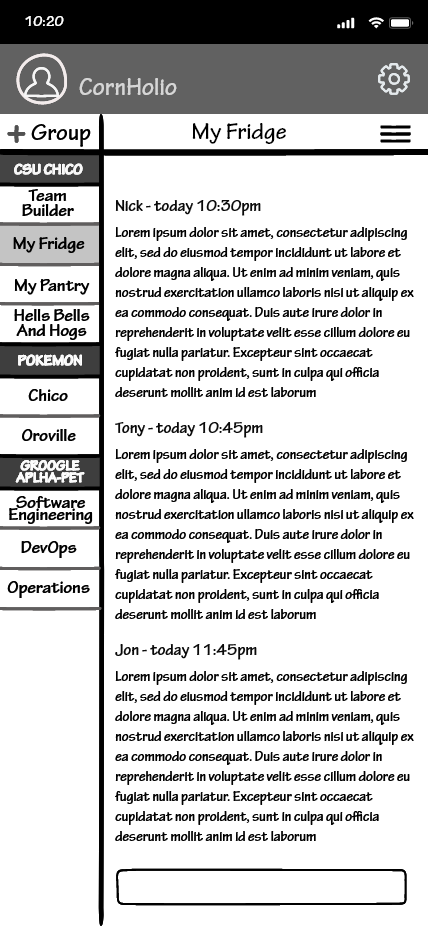 10:20
CornHolio
+ Group
My Fridge
CSU CHICO
Team
Builder
My Fridge
My Pantry
Hells Bells
And Hogs
POKEMON
Chico
Oroville
GROOGLE
APLHA-PET
Software
Engineering
DevOps
Operations
Nick - today 10:30pm
Lorem ipsum dolor sit amet, consectetur adipiscing
elit, sed do eiusmod tempor incididunt ut labore et
dolore magna aliqua. Ut enim ad minim veniam, quis
nostrud exercitation ullamco laboris nisi ut aliquip ex
ea commodo consequat. Duis aute irure dolor in
reprehenderit in voluptate velit esse cillum dolore eu
fugiat nulla pariatur. Excepteur sint occaecat
cupidatat non proident, sunt in culpa qui officia
deserunt mollit anim id est laborum
Tony - today 10:45pm
Lorem ipsum dolor sit amet, consectetur adipiscing
elit, sed do eiusmod tempor incididunt ut labore et
dolore magna aliqua. Ut enim ad minim veniam, quis
nostrud exercitation ullamco laboris nisi ut aliquip ex
ea commodo consequat. Duis aute irure dolor in
reprehenderit in voluptate velit esse cillum dolore eu
fugiat nulla pariatur. Excepteur sint occaecat
cupidatat non proident, sunt in culpa qui officia
deserunt mollit anim id est laborum
Jon - today 11:45pm
Lorem ipsum dolor sit amet, consectetur adipiscing
elit, sed do eiusmod tempor incididunt ut labore et
dolore magna aliqua. Ut enim ad minim veniam, quis
nostrud exercitation ullamco laboris nisi ut aliquip ex
ea commodo consequat. Duis aute irure dolor in
reprehenderit in voluptate velit esse cillum dolore eu
fugiat nulla pariatur. Excepteur sint occaecat
cupidatat non proident, sunt in culpa qui officia
deserunt mollit anim id est laborum